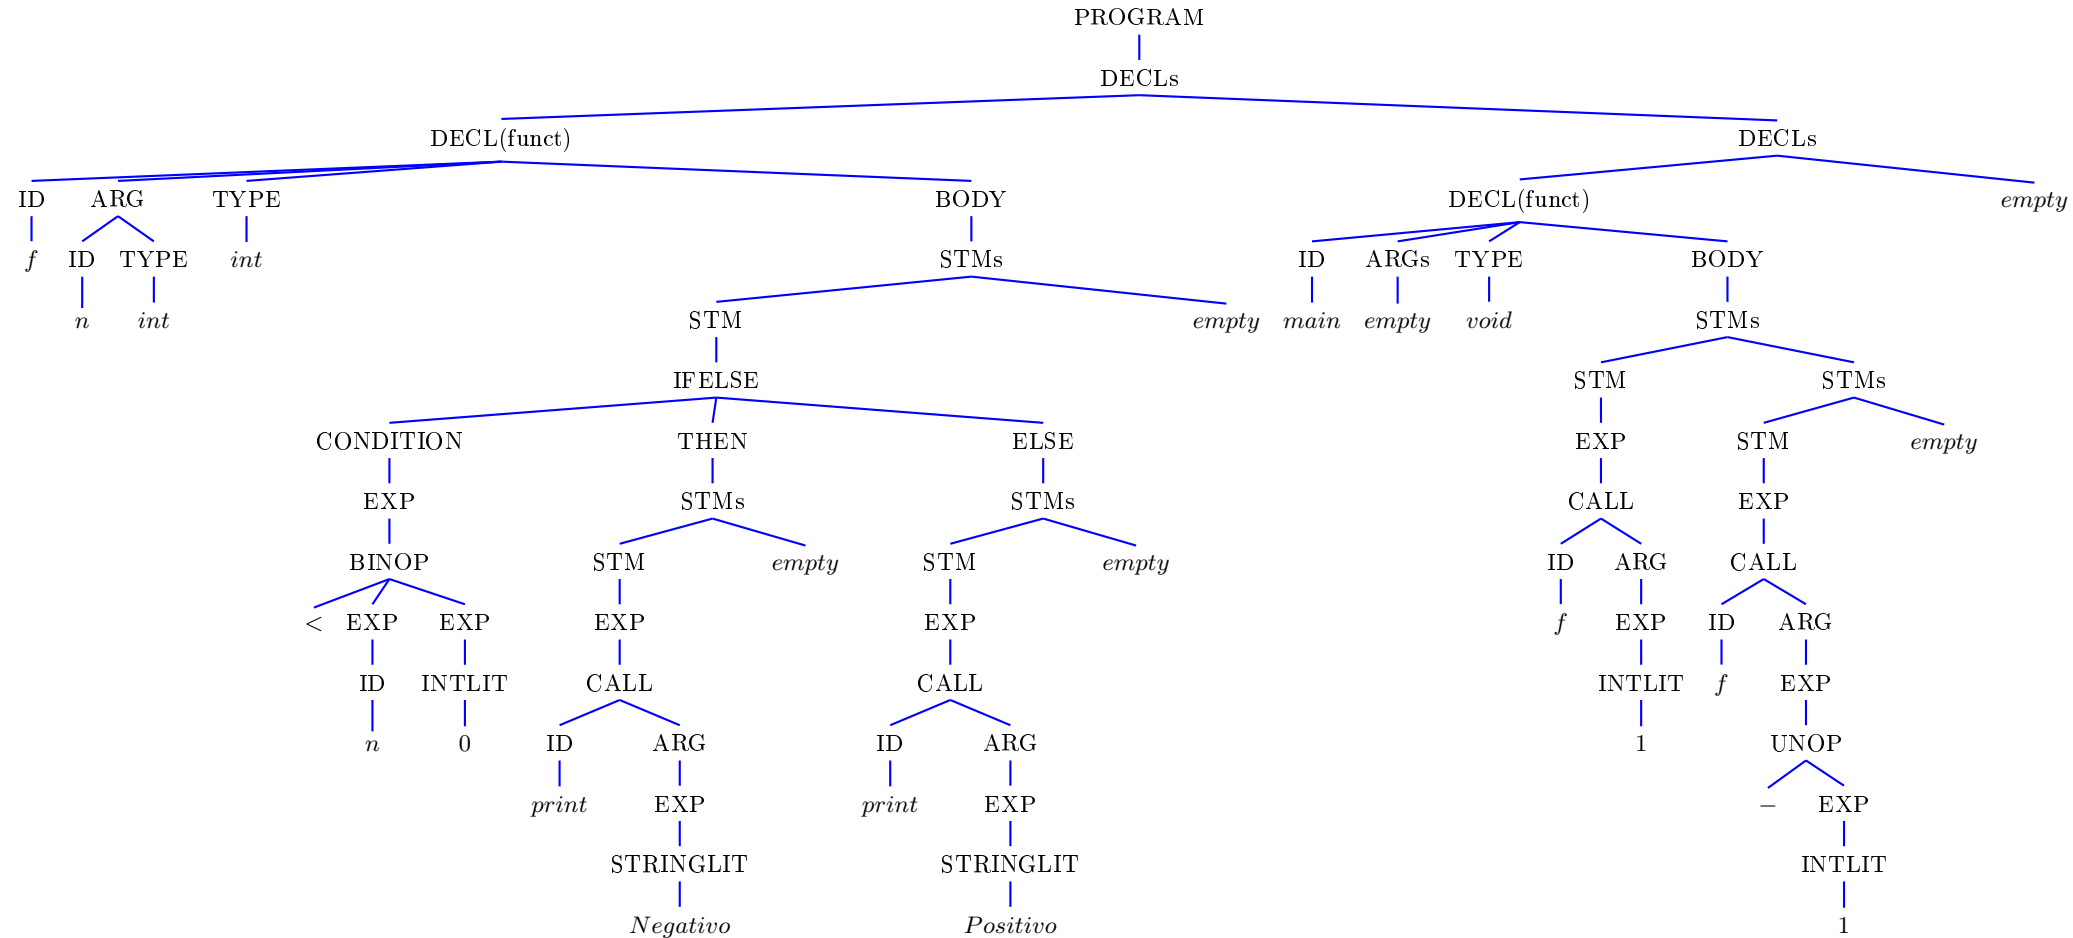 PROGRAM
DECLs
DECL(funct) DECLs
ID ARG TYPE BODY DECL(funct) empty
f ID TYPE int STMs ID ARGs TYPE BODY
n int STM empty main empty void STMs
IFELSE STM STMs
CONDITION THEN ELSE EXP STM empty
EXP STMs STMs CALL EXP
BINOP STM empty STM empty ID ARG CALL
< EXP EXP EXP EXP f EXP ID ARG
ID INTLIT CALL CALL INTLIT f EXP
n 0 ID ARG ID ARG 1 UNOP
print EXP print EXP − EXP
STRINGLIT STRINGLIT INTLIT
Negativo Positivo 1